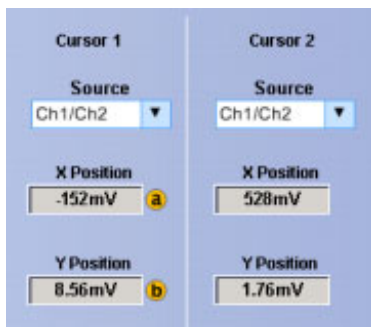 Cursor 1 Cursor 2
Source Source
Ch1/Ch2 Ch1/Ch2
X Position X Position
-152mV a 528mV
Y Position Y Position
8.56mV b 1.76mV